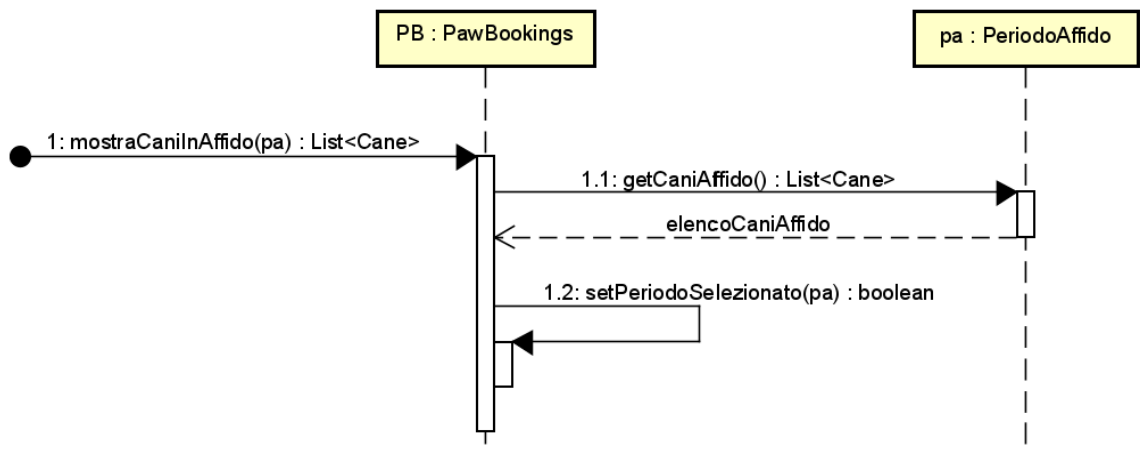 PB : PawBookings
pa : PeriodoAffido
1: mostraCaniInAffido(pa) : List<Cane>
1.1: getCaniAffido() : List<Cane>
elencoCaniAffido
1.2: setPeriodoSelezionato(pa) : boolean